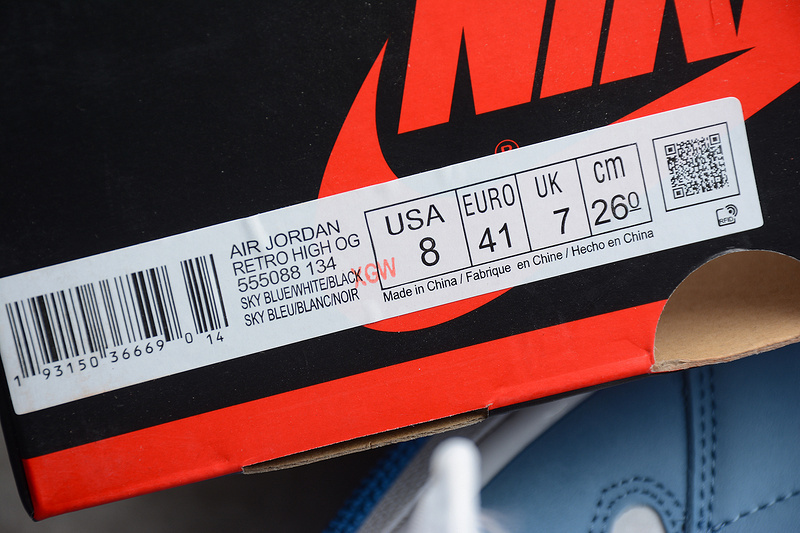 NIK
®
AIR JORDAN
RETRO HIGH OG
555088 134
SKY BLUE/WHITE/BLACK
SKY BLEU/BLANC/NOIR
XGW
USA EURO UK cm
8 41 7 26⁰
Made in China / Fabrique en Chine / Hecho en China
RFID
1 93150 36669 0 14